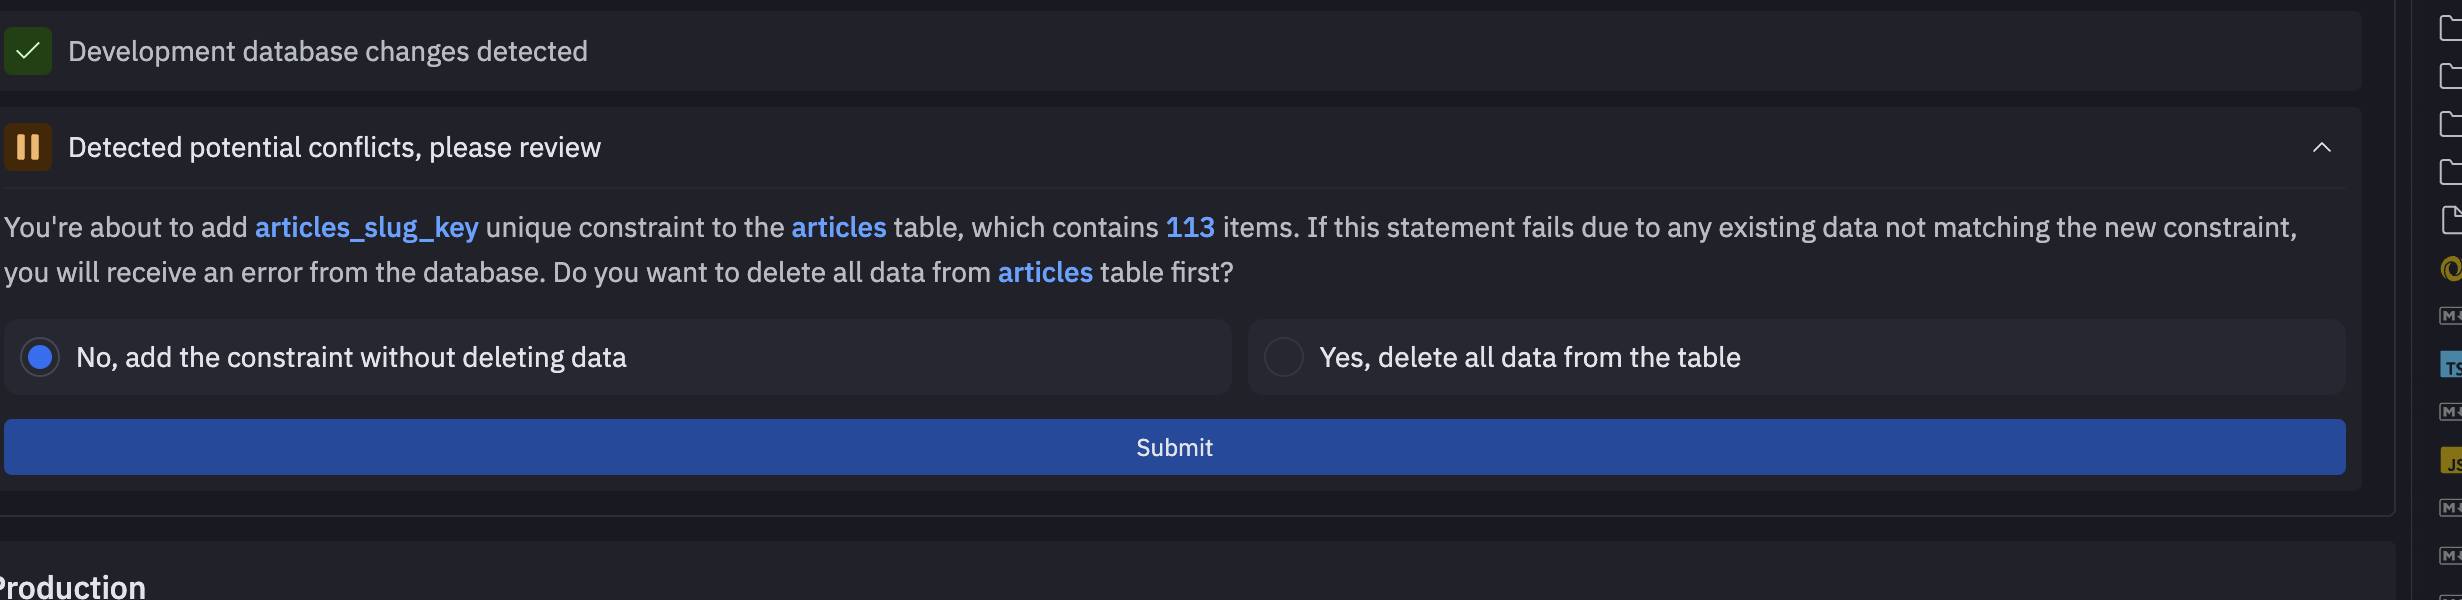 Development database changes detected
Detected potential conflicts, please review
You're about to add articles_slug_key unique constraint to the articles table, which contains 113 items. If this statement fails due to any existing data not matching the new constraint,
you will receive an error from the database. Do you want to delete all data from articles table first?
No, add the constraint without deleting data
Yes, delete all data from the table
Submit
Production
TS
JS